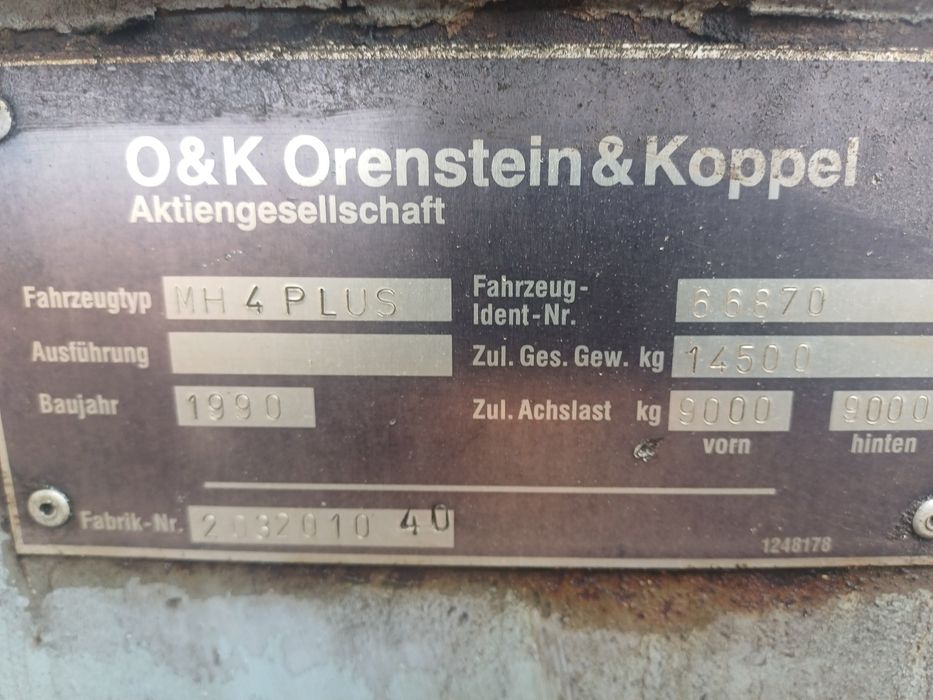 O&K Orenstein & Koppel
Aktiengesellschaft
Fahrzeugtyp MH 4 PLUS
Fahrzeug-
Ident-Nr. 66870
Ausführung
Zul. Ges. Gew. kg 14500
Baujahr 1990
Zul. Achslast kg 9000 9000
vorn hinten
Fabrik-Nr. 2032010 40
1248178